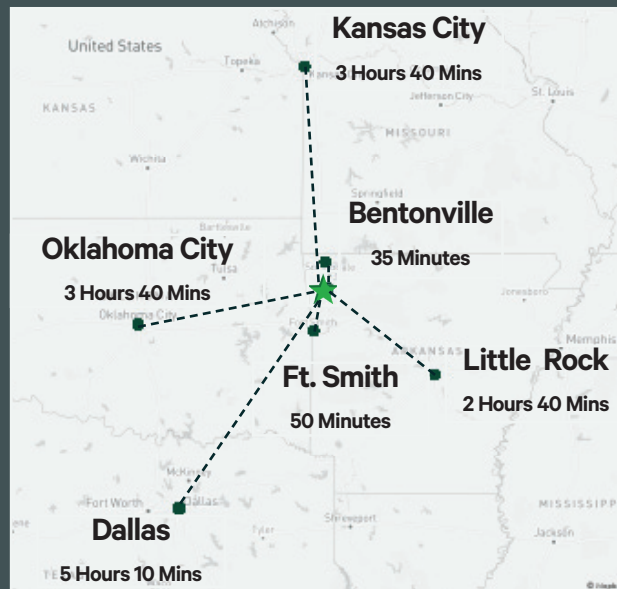 Kansas City
3 Hours 40 Mins
Atchison
United States
Topeka
Jefferson City
St. Louis
KANSAS
MISSOURI
Wichita
Springfield
Bentonville
35 Minutes
Oklahoma City
3 Hours 40 Mins
Tulsa
Oklahoma City
Jonesboro
Memphis
ARKANSAS
Little Rock
2 Hours 40 Mins
Ft. Smith
50 Minutes
McKinney
Fort Worth
Dallas
Dallas
5 Hours 10 Mins
Tyler
Shreveport
MISSISSIPP
Jackson